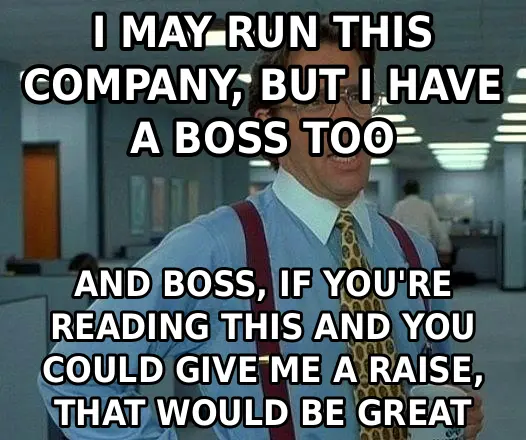 I MAY RUN THIS
COMPANY, BUT I HAVE
A BOSS TOO
AND BOSS, IF YOU'RE
READING THIS AND YOU
COULD GIVE ME A RAISE,
THAT WOULD BE GREAT